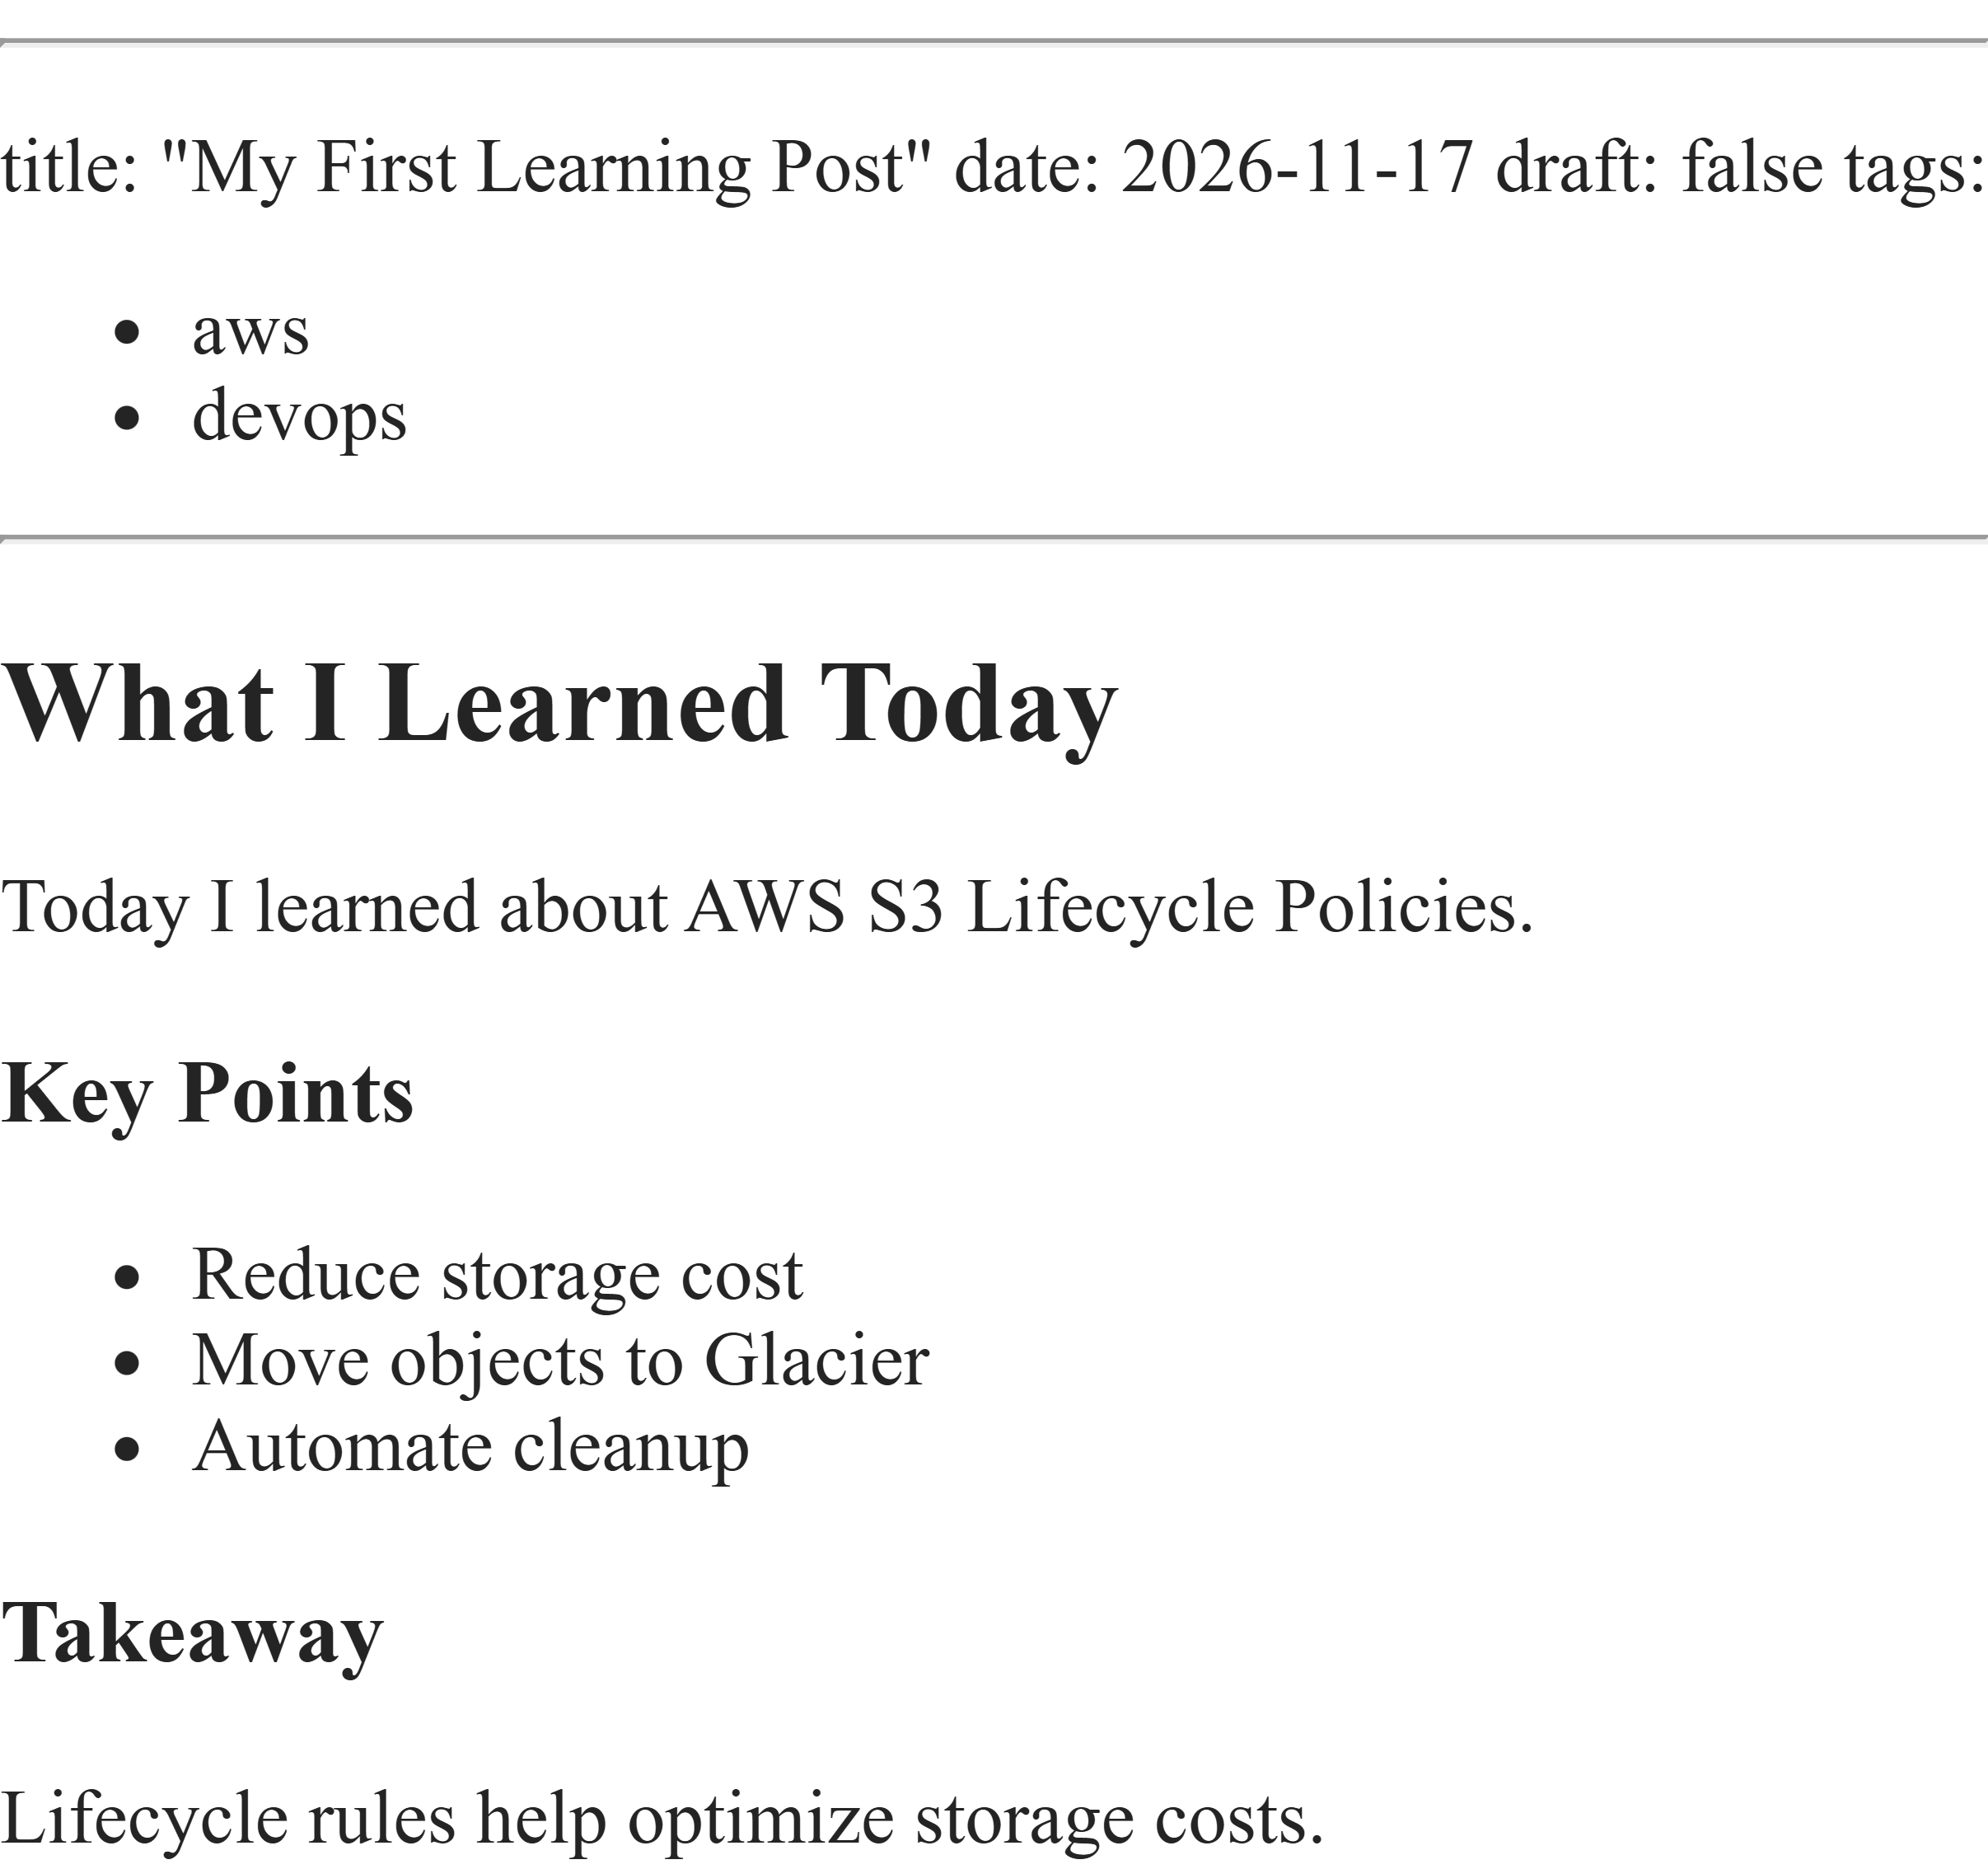 title: "My First Learning Post" date: 2026-11-17 draft: false tags:
aws
devops
What I Learned Today
Today I learned about AWS S3 Lifecycle Policies.
Key Points
Reduce storage cost
Move objects to Glacier
Automate cleanup
Takeaway
Lifecycle rules help optimize storage costs.